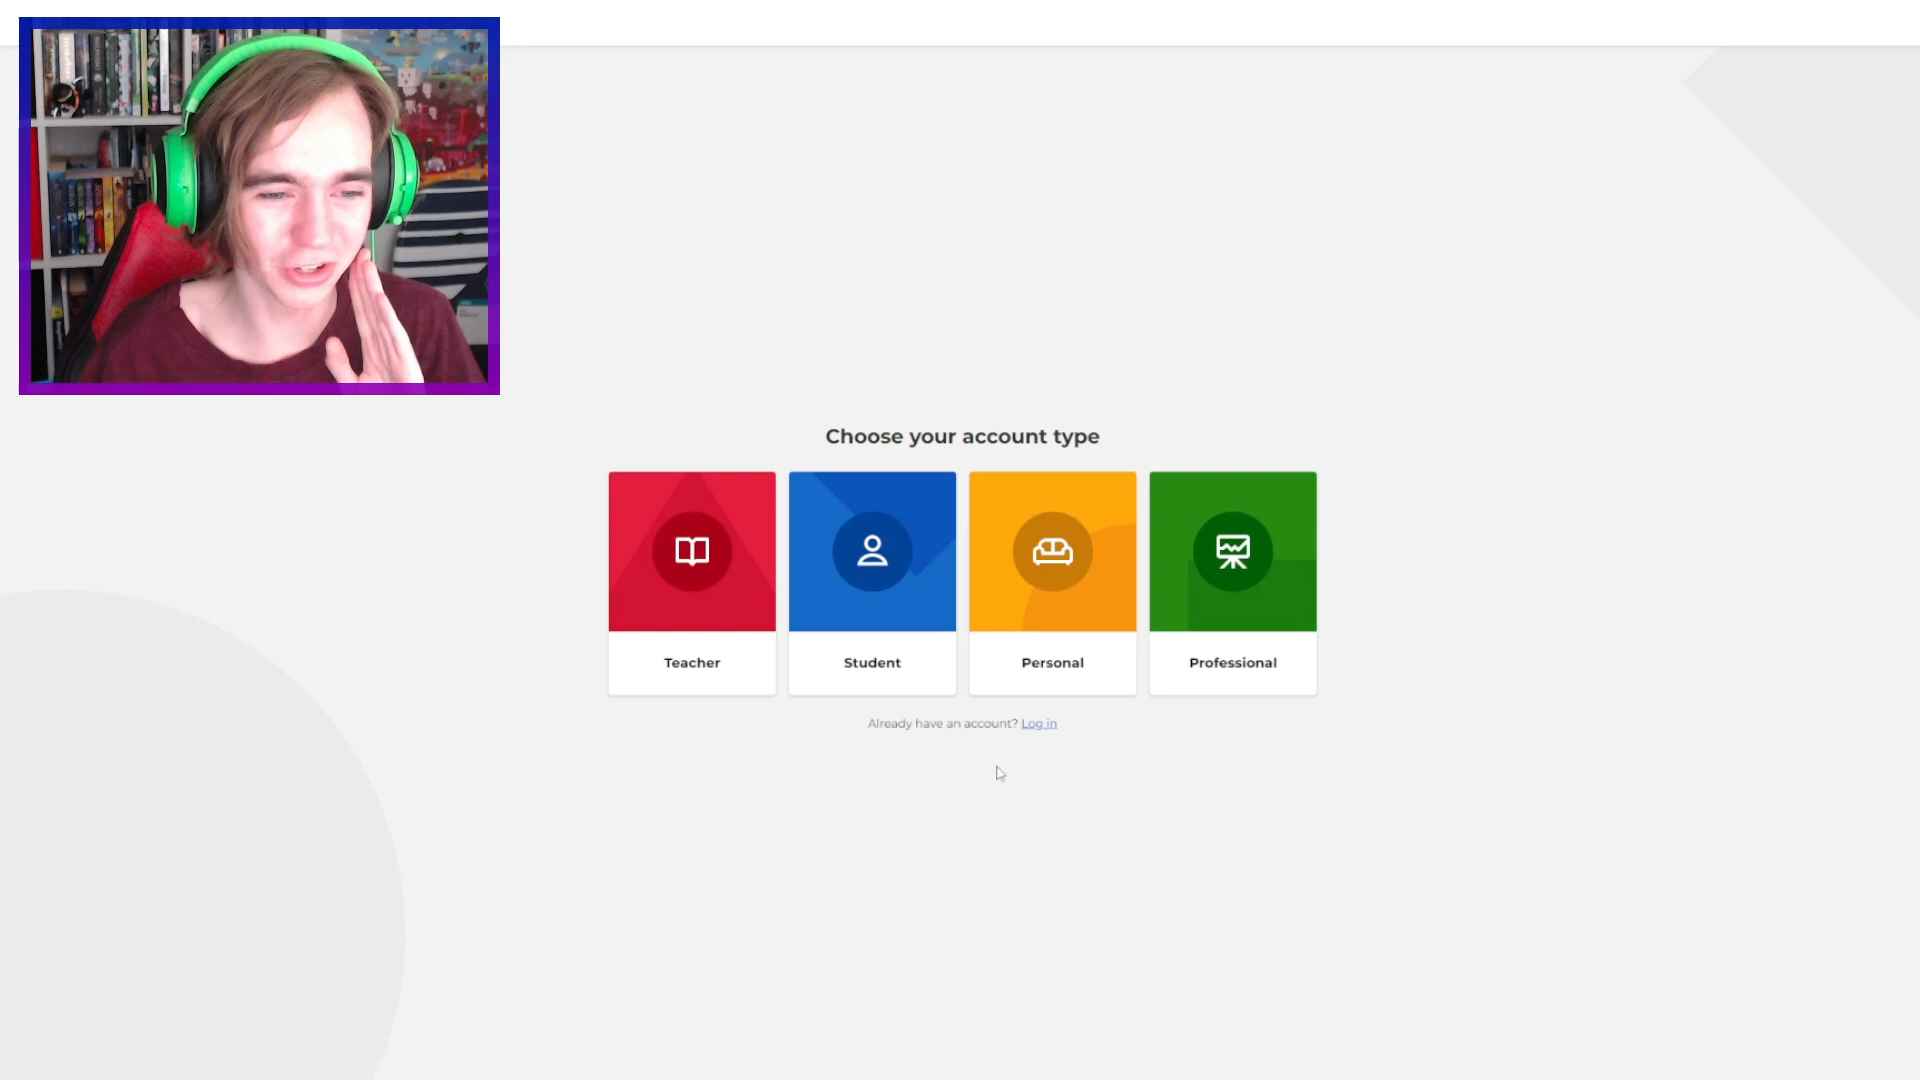 Choose your account type
Teacher
Student
Personal
Professional
Already have an account? Log in